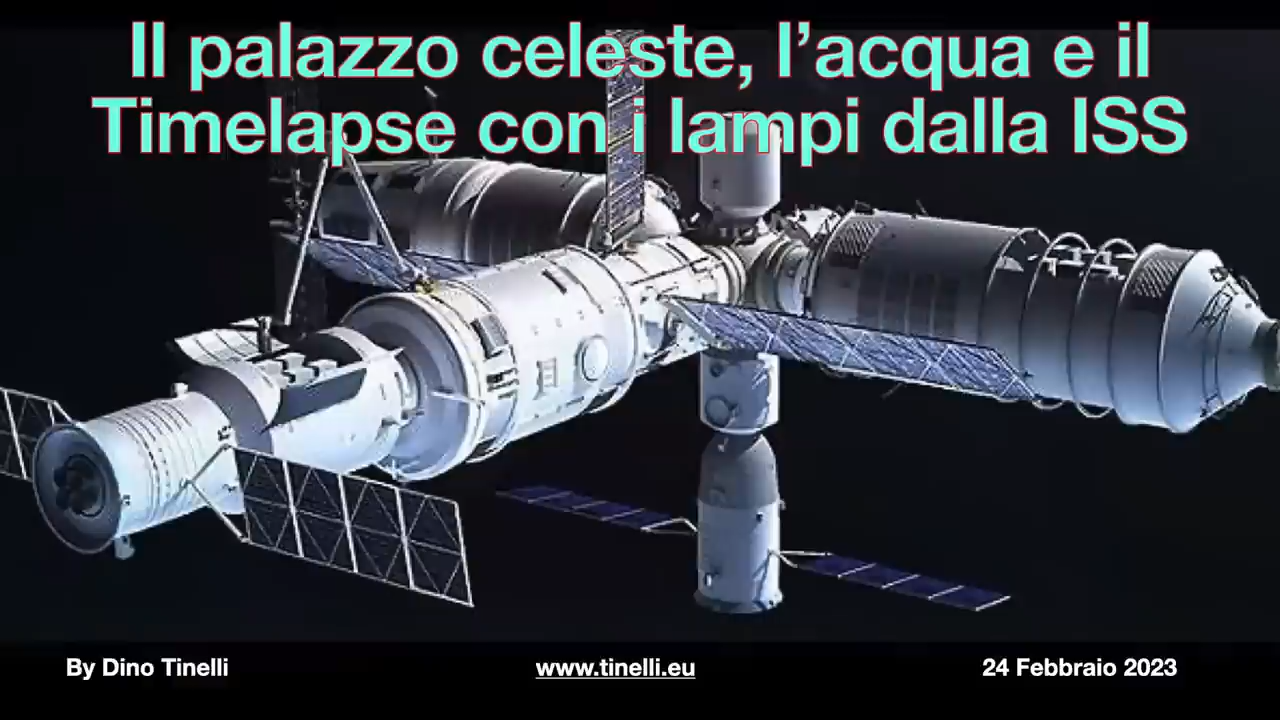 Il palazzo celeste, l’acqua e il
Timelapse con i lampi dalla ISS
By Dino Tinelli
www.tinelli.eu
24 Febbraio 2023